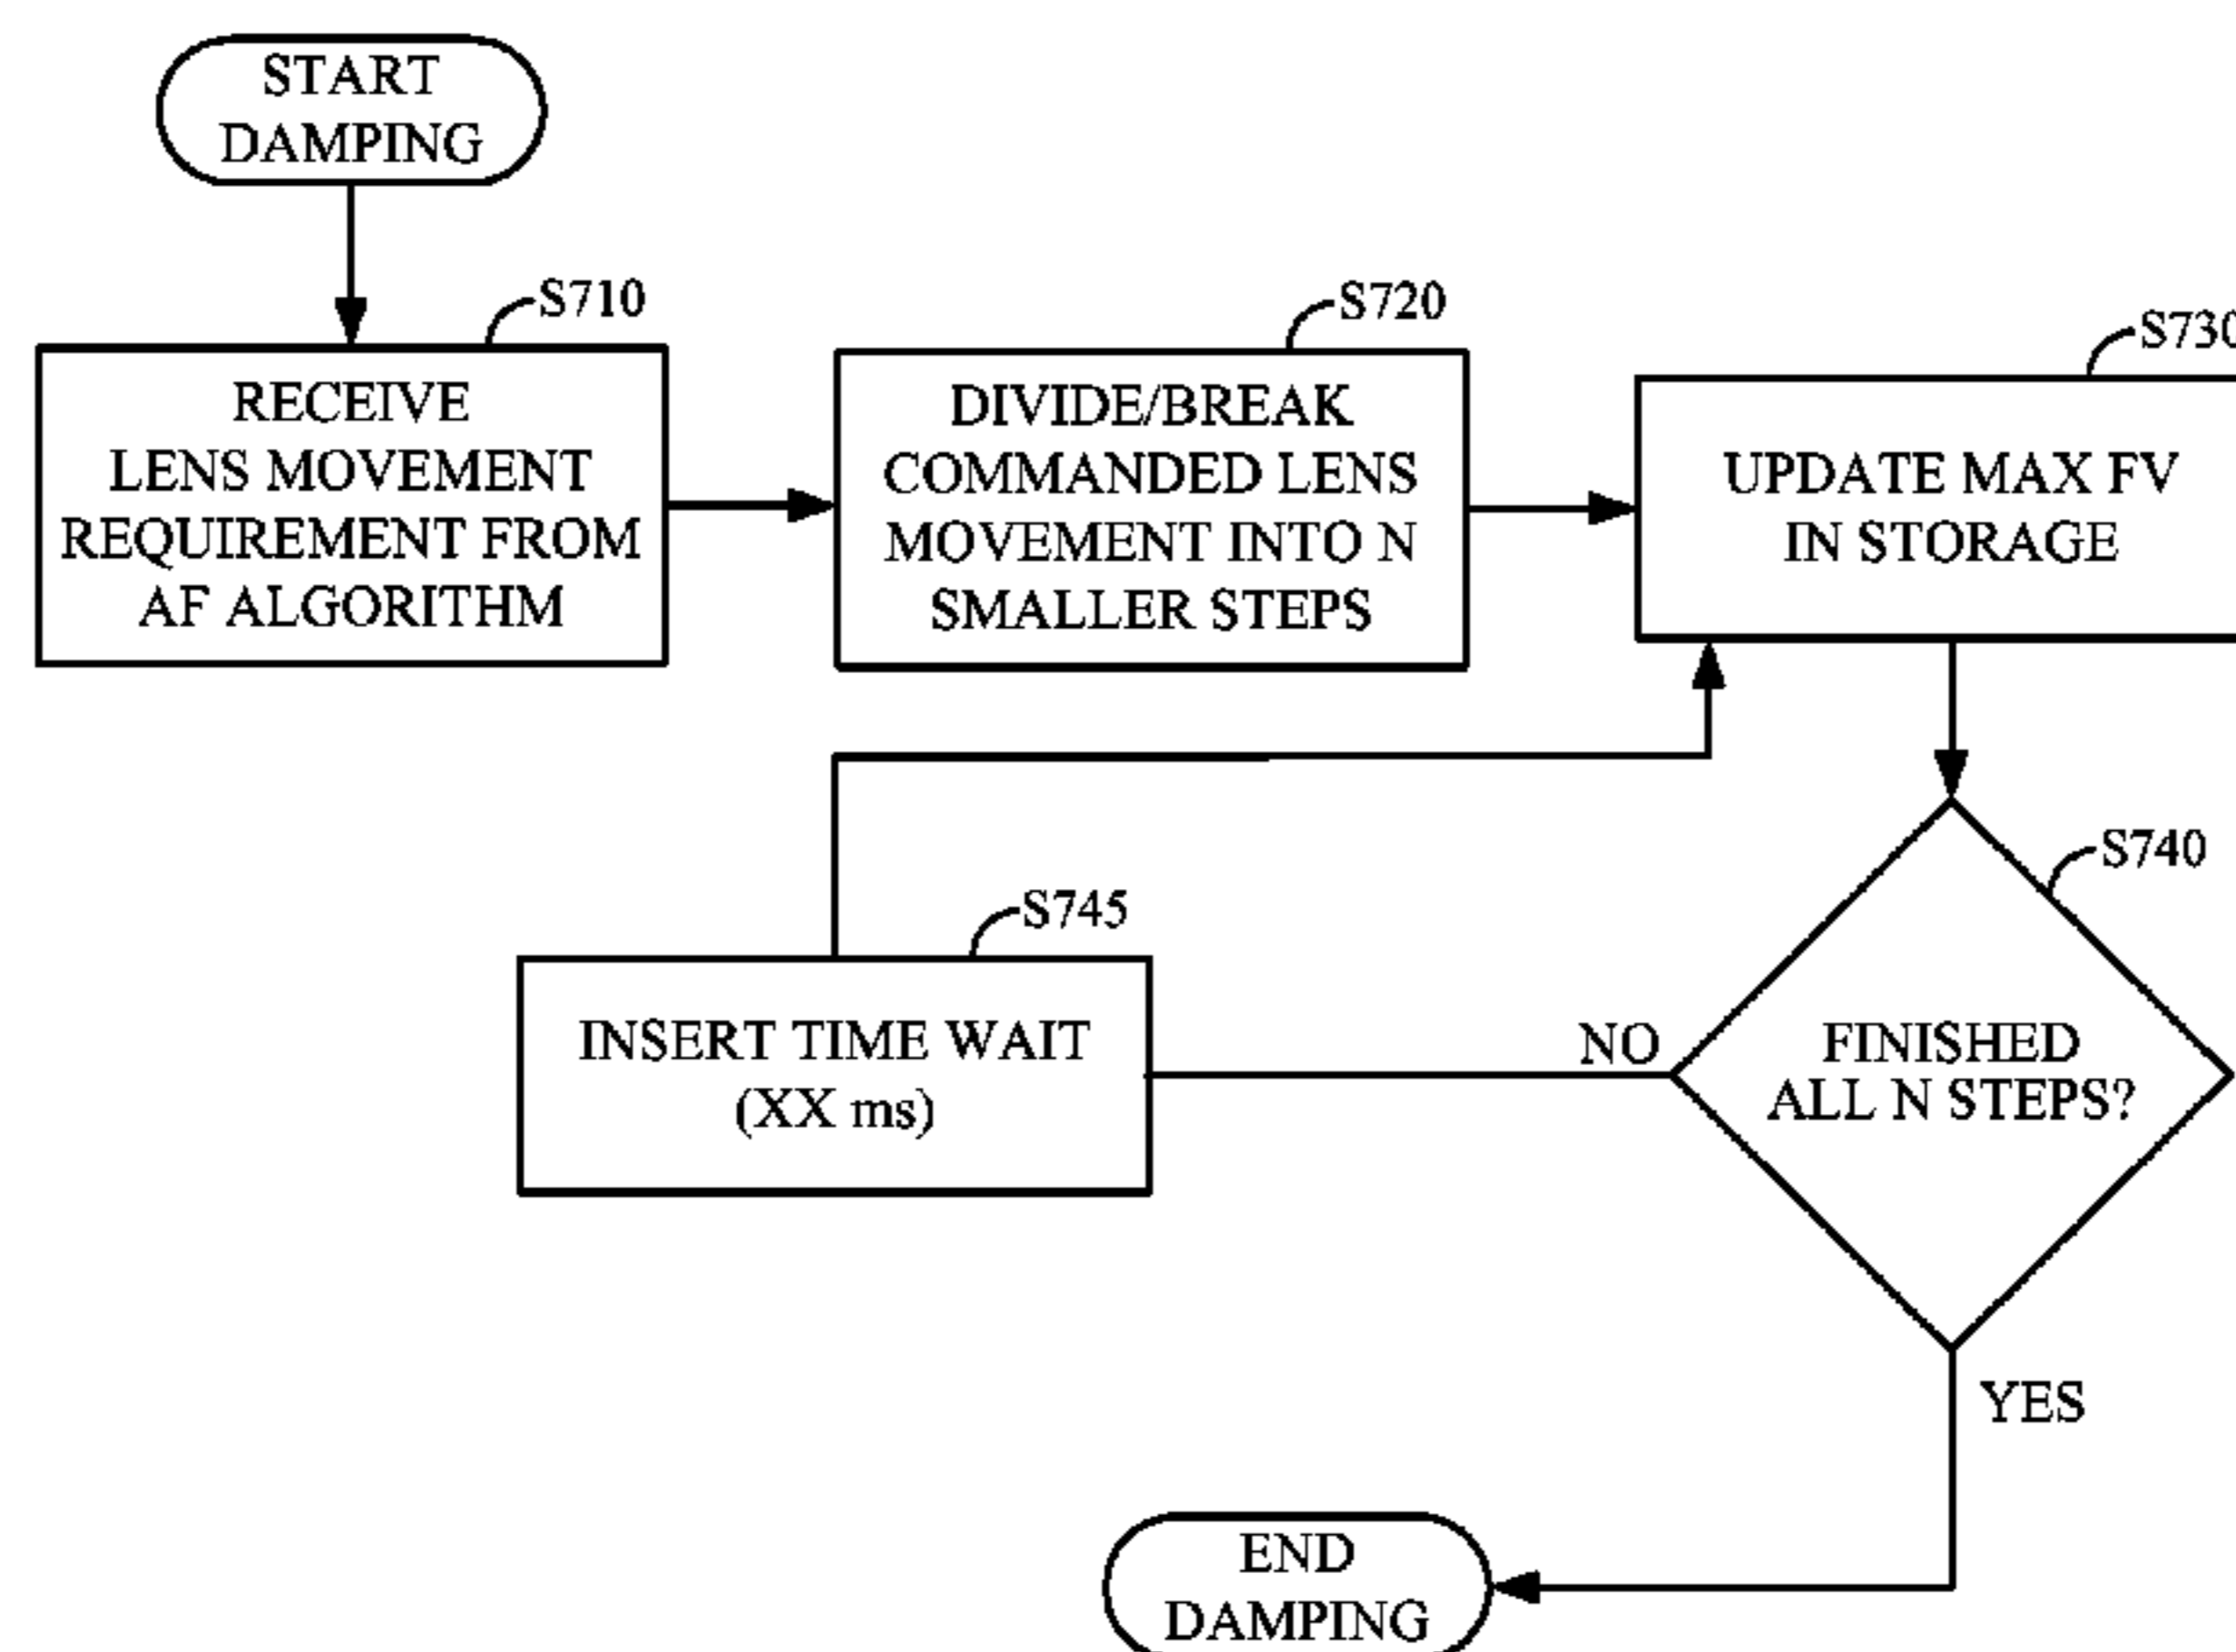 START
DAMPING
S710
RECEIVE
LENS MOVEMENT
REQUIREMENT FROM
AF ALGORITHM
S720
DIVIDE/BREAK
COMMANDED LENS
MOVEMENT INTO N
SMALLER STEPS
S730
UPDATE MAX FV
IN STORAGE
S740
FINISHED
ALL N STEPS?
NO
S745
INSERT TIME WAIT
(XX ms)
YES
END
DAMPING